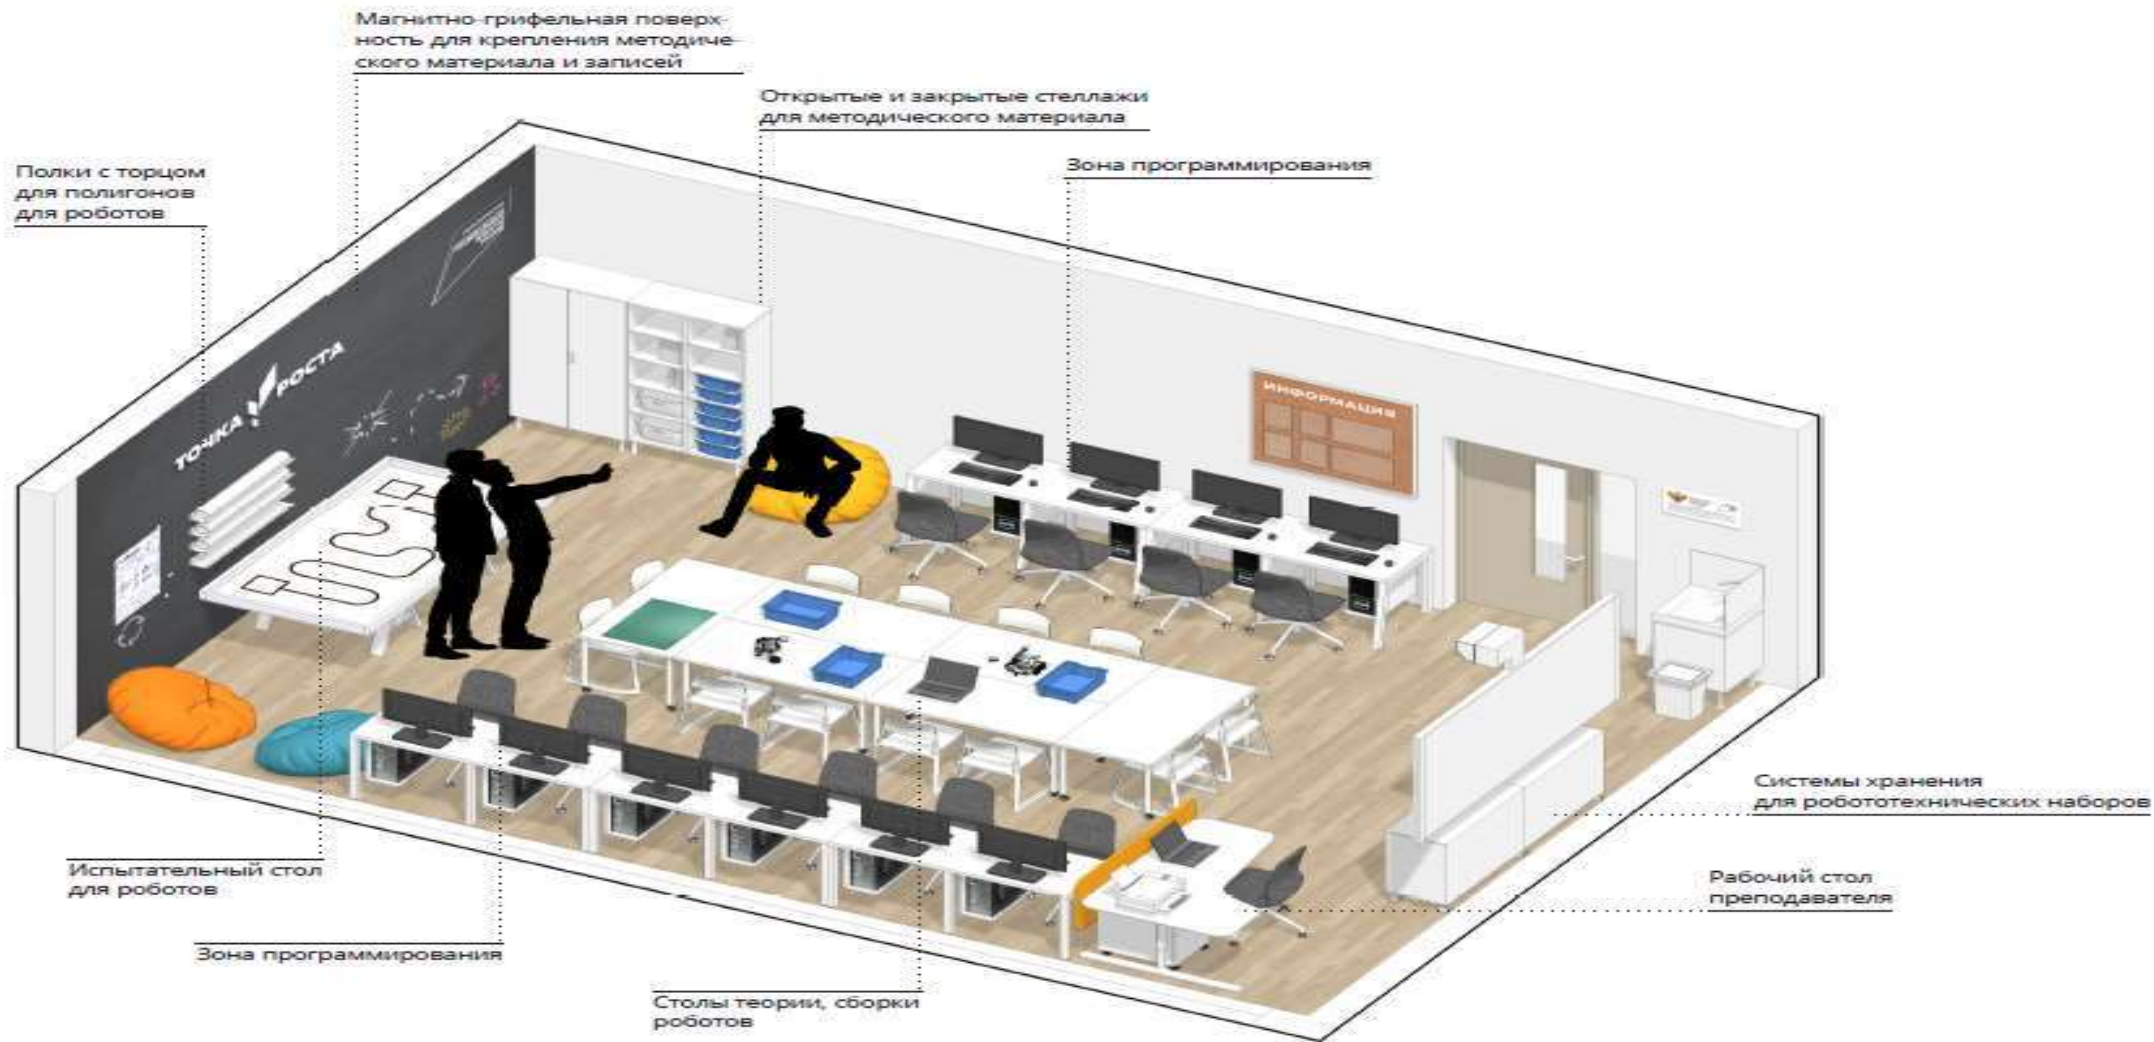 Магнитно-грифельная поверх-
ность для крепления методиче-
ского материала и записей
Открытые и закрытые стеллажи
для методического материала
Зона программирования
Полки с торцом
для полигонов
для роботов
ТОЧКА РОСТА
ИНФОРМАЦИЯ
Системы хранения
для робототехнических наборов
Испытательный стол
для роботов
Рабочий стол
преподавателя
Зона программирования
Столы теории, сборки
роботов